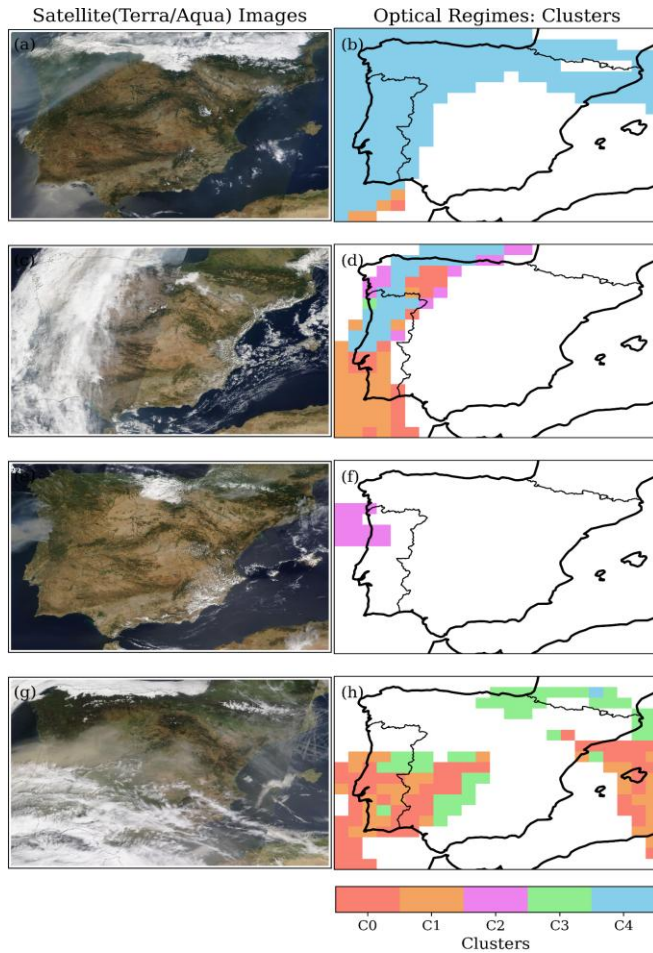 Satellite(Terra/Aqua) Images
Optical Regimes: Clusters
(a)
(b)
(c)
(d)
(e)
(f)
(g)
(h)
C0 C1 C2 C3 C4
Clusters